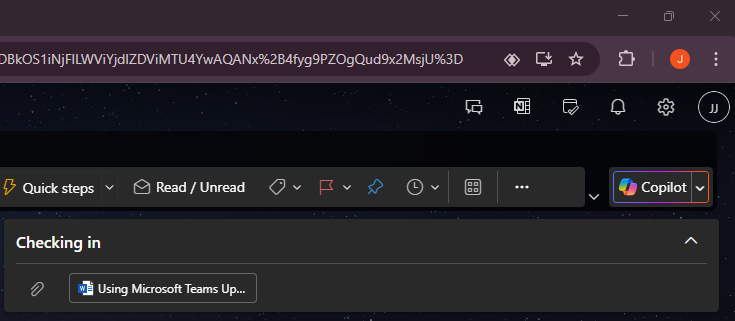 DBkOS1iNjFlLWViYjdlZDViMTU4YwAQANx%2B4fyg9PZOgQud9x2MsjU%3D
J
JJ
Quick steps
Read / Unread
Copilot
Checking in
Using Microsoft Teams Up...